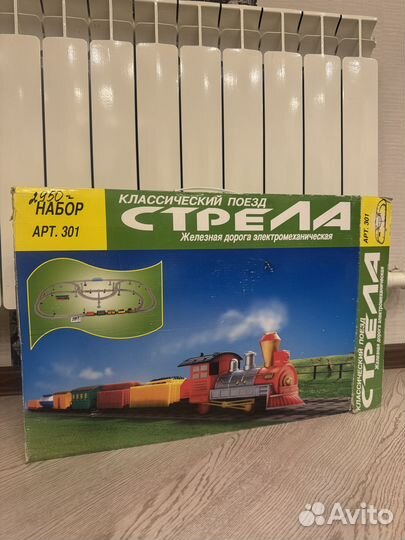 2950=
НАБОР
АРТ. 301
КЛАССИЧЕСКИЙ ПОЕЗД
СТРЕЛА
Железная дорога электромеханическая
КЛАССИЧЕСКИЙ ПОЕЗД
СТРЕЛА
Железная дорога электромеханическая
АРТ. 301
Avito